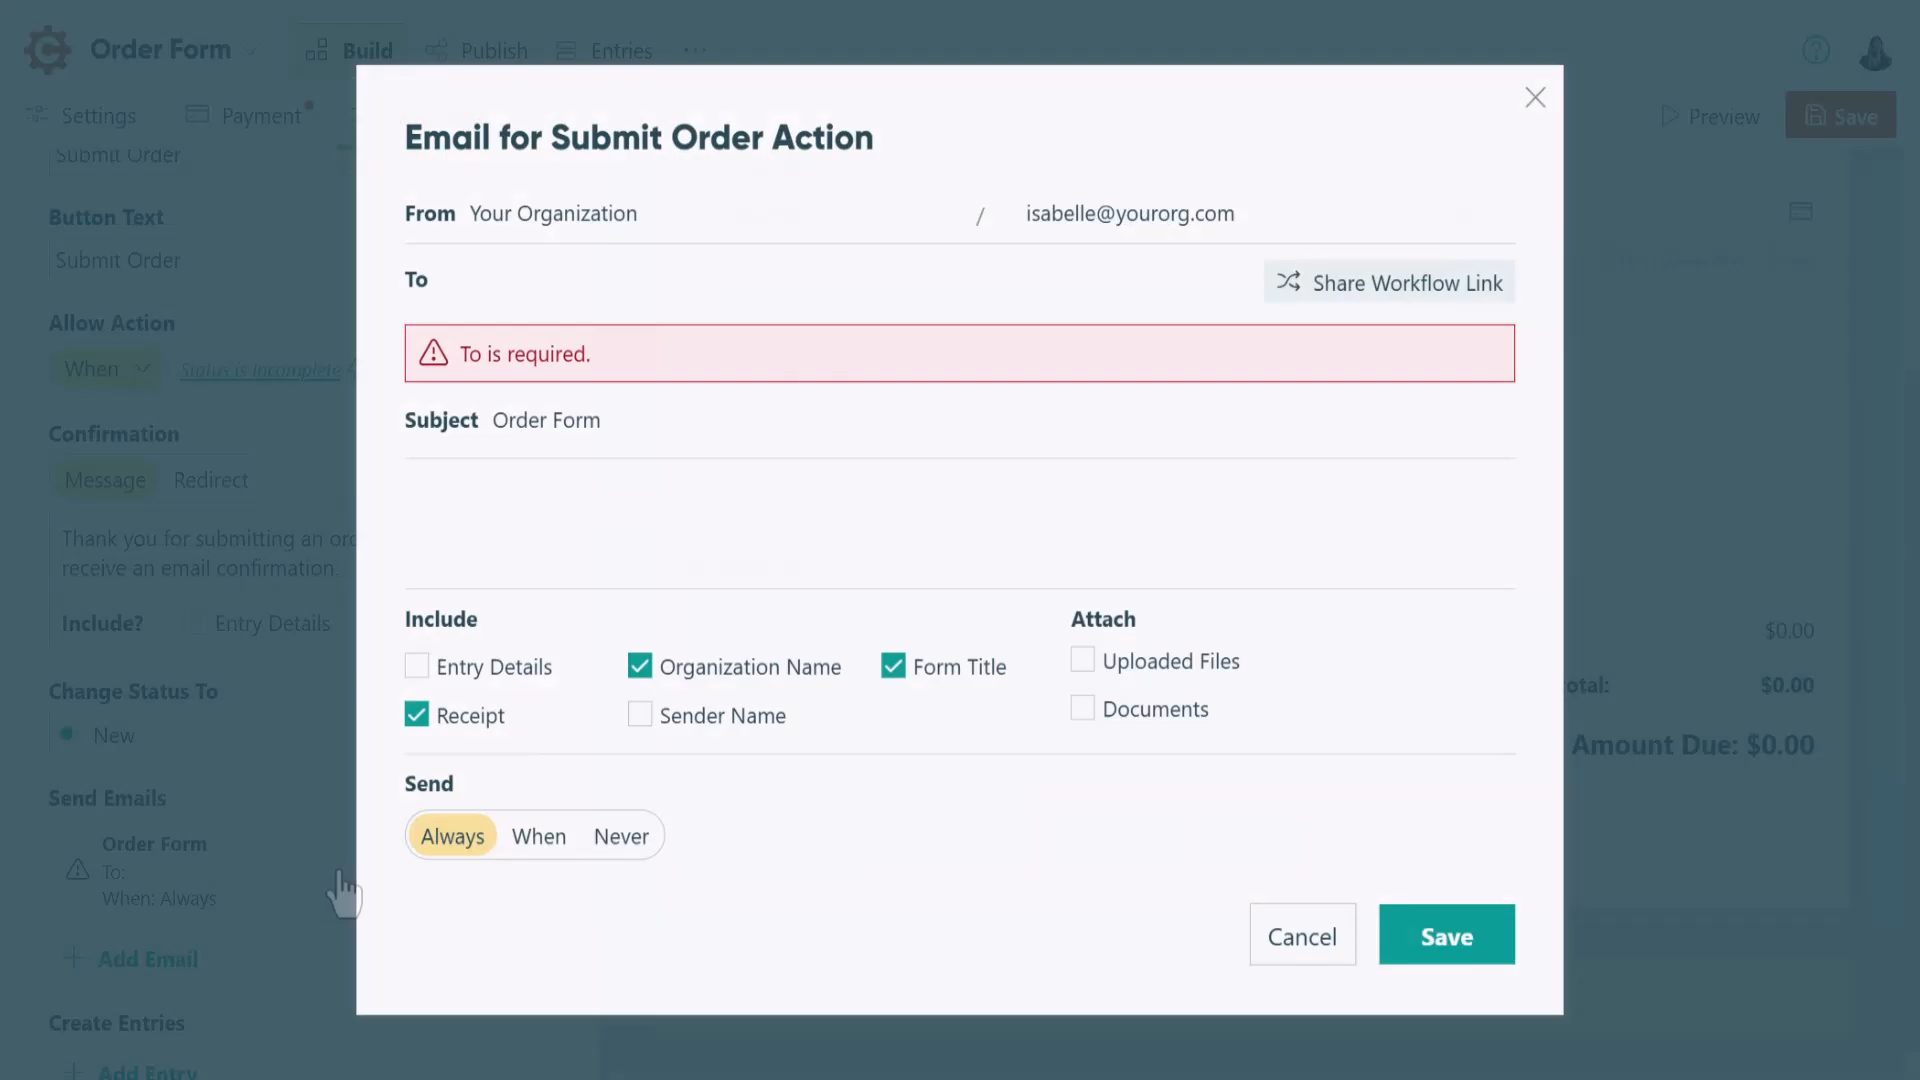 Order Form
Build
Publish
Entries
Settings
Payment
Preview
Save
Submit Order
Button Text
Submit Order
Allow Action
When
Status is Incomplete
Confirmation
Message Redirect
Thank you for submitting an
receive an email confirmation.
Include? Entry Details
Change Status To
New
Send Emails
Order Form
To:
When: Always
+ Add Email
Create Entries
+ Add Entry
Email for Submit Order Action
From Your Organization / isabelle@yourorg.com
To
Share Workflow Link
To is required.
Subject Order Form
Include
Attach
Entry Details
Organization Name
Form Title
Uploaded Files
Receipt
Sender Name
Documents
Send
Always When Never
Cancel
Save
$0.00
$0.00
Amount Due: $0.00